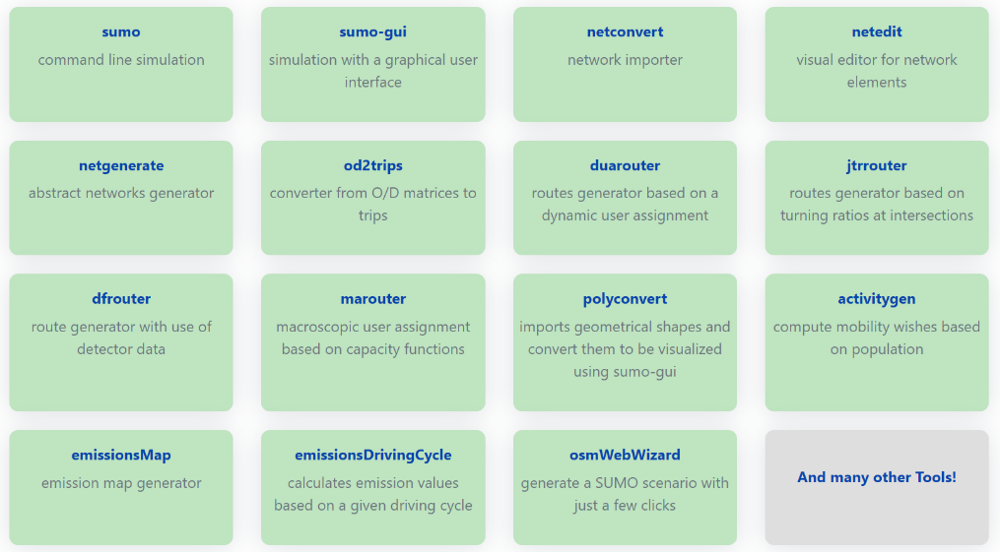 sumo
command line simulation
sumo-gui
simulation with a graphical user
interface
netconvert
network importer
netedit
visual editor for network
elements
netgenerate
abstract networks generator
od2trips
converter from O/D matrices to
trips
duarouter
routes generator based on a
dynamic user assignment
jtrrouter
routes generator based on
turning ratios at intersections
dfrouter
route generator with use of
detector data
marouter
macroscopic user assignment
based on capacity functions
polyconvert
imports geometrical shapes and
convert them to be visualized
using sumo-gui
activitygen
compute mobility wishes based
on population
emissionsMap
emission map generator
emissionsDrivingCycle
calculates emission values
based on a given driving cycle
osmWebWizard
generate a SUMO scenario with
just a few clicks
And many other Tools!